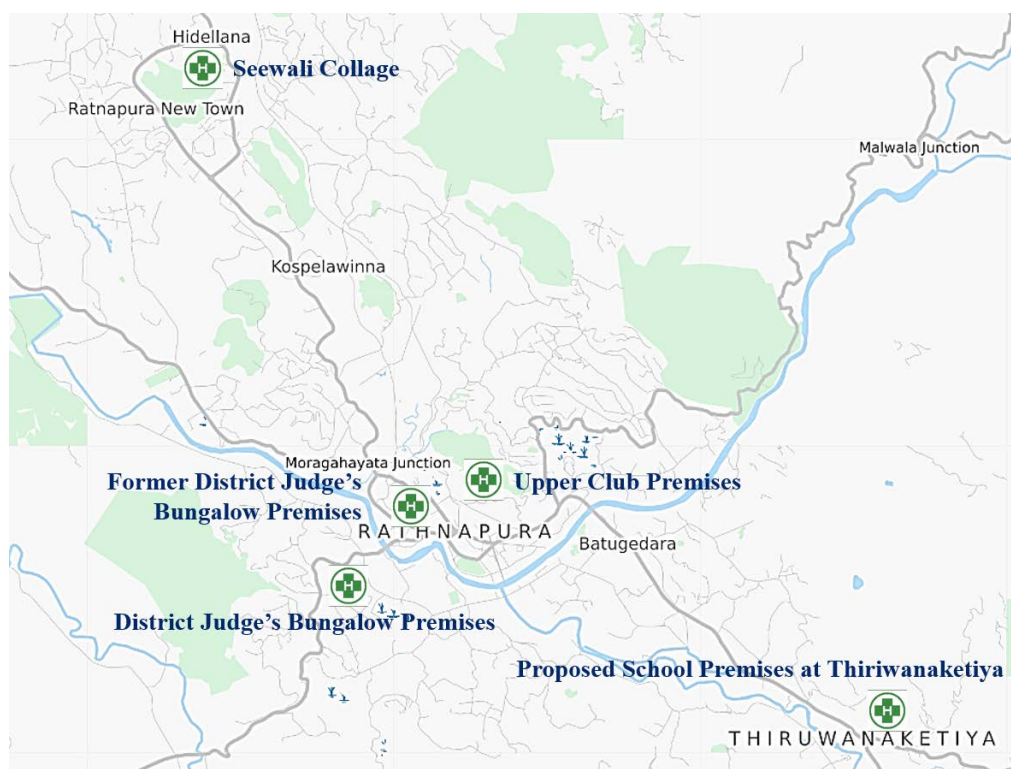 Hidellana
H
Seewali Collage
Ratnapura New Town
Malwala Junction
Kospelawinna
Moragahayata Junction
Former District Judge's
Bungalow Premises
H
H
Upper Club Premises
RATHNAPURA
Batugedara
H
District Judge's Bungalow Premises
Proposed School Premises at Thiriwanaketiya
H
THIRUWANAKETIYA